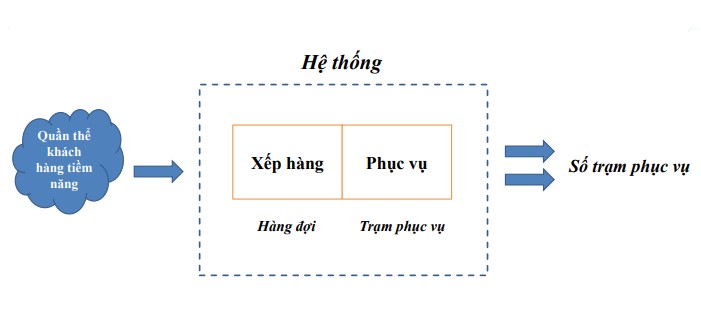 Hệ thống
Quần thể
khách
hàng tiềm
năng
Xếp hàng
Phục vụ
Số trạm phục vụ
Hàng đợi
Trạm phục vụ